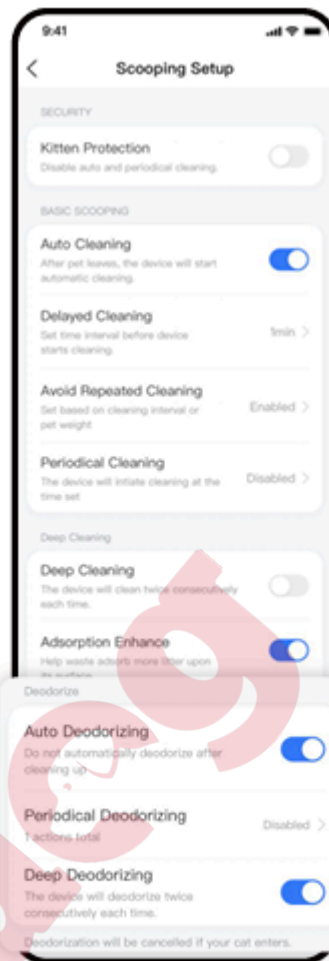 9:41
Scooping Setup
SECURITY
Kitten Protection
Disable auto and periodical cleaning.
BASIC SCOOPING
Auto Cleaning
After pet leaves, the device will start
automatic cleaning.
Delayed Cleaning
1min
Set time interval before device
starts cleaning.
Avoid Repeated Cleaning
Enabled
Set based on cleaning interval or
pet weight
Periodical Cleaning
Disabled
The device will intiate cleaning at the
time set
Deep Cleaning
Deep Cleaning
The device will clean twice consecutively
each time.
Adsorption Enhance
Help waste adsorb more litter upon
its surface
Deodorize
Auto Deodorizing
Do not automatically deodorize after
cleaning up
Periodical Deodorizing
Disabled
1 actions total
Deep Deodorizing
The device will deodorize twice
consecutively each time.
Deodorization will be cancelled if your cat enters.